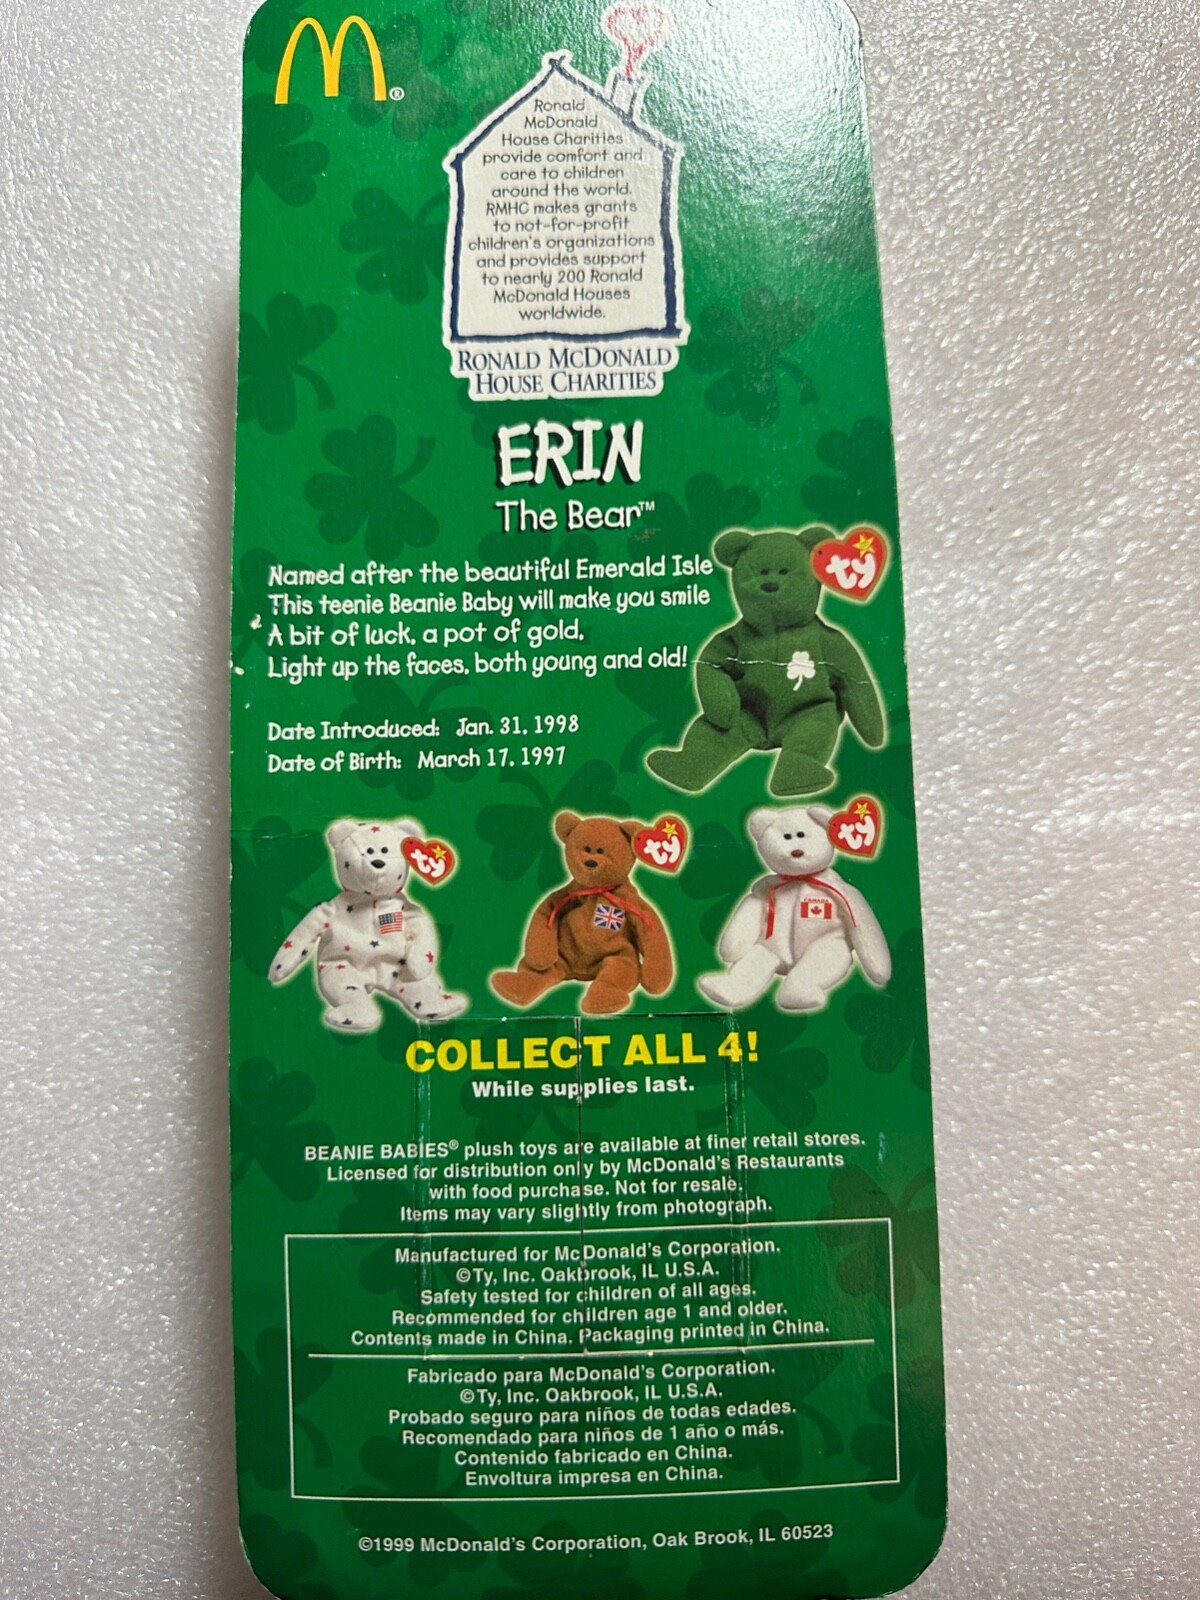 M®
Ronald
McDonald
House Charities
provide comfort and
care to children
around the world.
RMHC makes grants
to not-for-profit
children's organizations
and provides support
to nearly 200 Ronald
McDonald Houses
worldwide.
RONALD MCDONALD
HOUSE CHARITIES
ERIN
The Bear™
Named after the beautiful Emerald Isle
This teenie Beanie Baby will make you smile
A bit of luck, a pot of gold,
Light up the faces, both young and old!
Date Introduced: Jan. 31, 1998
Date of Birth: March 17, 1997
ty
ty
ty
ty
CANADA
COLLECT ALL 4!
While supplies last.
BEANIE BABIES® plush toys are available at finer retail stores.
Licensed for distribution only by McDonald's Restaurants
with food purchase. Not for resale.
Items may vary slightly from photograph.
Manufactured for McDonald's Corporation.
©Ty, Inc. Oakbrook, IL U.S.A.
Safety tested for children of all ages.
Recommended for children age 1 and older.
Contents made in China. Packaging printed in China.
Fabricado para McDonald's Corporation.
©Ty, Inc. Oakbrook, IL U.S.A.
Probado seguro para niños de todas edades.
Recomendado para niños de 1 año o más.
Contenido fabricado en China.
Envoltura impresa en China.
©1999 McDonald's Corporation, Oak Brook, IL 60523